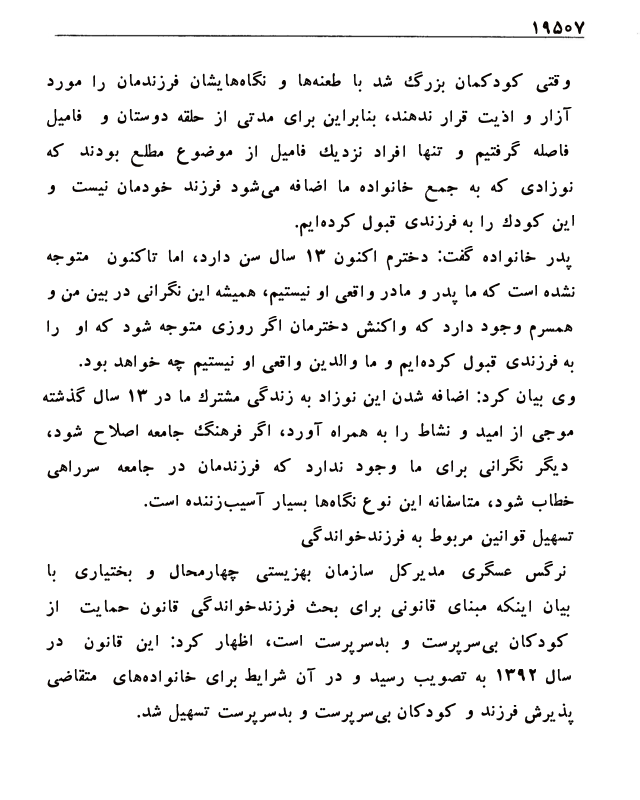 ۱۹۵۰۷
وقتی کودکمان بزرگ شد با طعنه‌ها و نگاه‌هایشان فرزندمان را مورد
آزار و اذیت قرار ندهند، بنابراین برای مدتی از حلقه دوستان و فامیل
فاصله گرفتیم و تنها افراد نزدیك فامیل از موضوع مطلع بودند که
نوزادی که به جمع خانواده ما اضافه می‌شود فرزند خودمان نیست و
این کودك را به فرزندی قبول کرده‌ایم.
پدر خانواده گفت: دخترم اکنون ۱۳ سال سن دارد، اما تاکنون متوجه
نشده است که ما پدر و مادر واقعی او نیستیم، همیشه این نگرانی در بین من و
همسرم وجود دارد که واکنش دخترمان اگر روزی متوجه شود که او را
به فرزندی قبول کرده‌ایم و ما والدین واقعی او نیستیم چه خواهد بود.
وی بیان کرد: اضافه شدن این نوزاد به زندگی مشترك ما در ۱۳ سال گذشته
موجی از امید و نشاط را به همراه آورد، اگر فرهنگ جامعه اصلاح شود،
دیگر نگرانی برای ما وجود ندارد که فرزندمان در جامعه سرراهی
خطاب شود، متاسفانه این نوع نگاه‌ها بسیار آسیب‌زننده است.
تسهیل قوانین مربوط به فرزندخواندگی
نرگس عسگری مدیرکل سازمان بهزیستی چهارمحال و بختیاری با
بیان اینکه مبنای قانونی برای بحث فرزندخواندگی قانون حمایت از
کودکان بی‌سرپرست و بدسرپرست است، اظهار کرد: این قانون در
سال ۱۳۹۲ به تصویب رسید و در آن شرایط برای خانواده‌های متقاضی
پذیرش فرزند و کودکان بی‌سرپرست و بدسرپرست تسهیل شد.